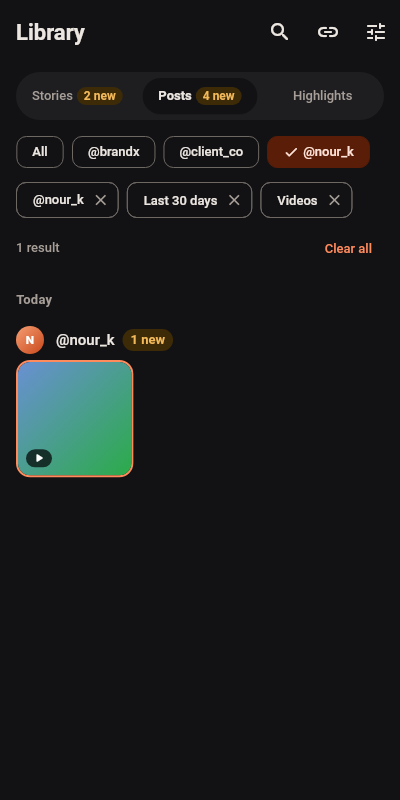 Library
Stories 2 new Posts 4 new Highlights
All @brandx @client_co @nour_k
@nour_k Last 30 days Videos
1 result Clear all
Today
N @nour_k 1 new